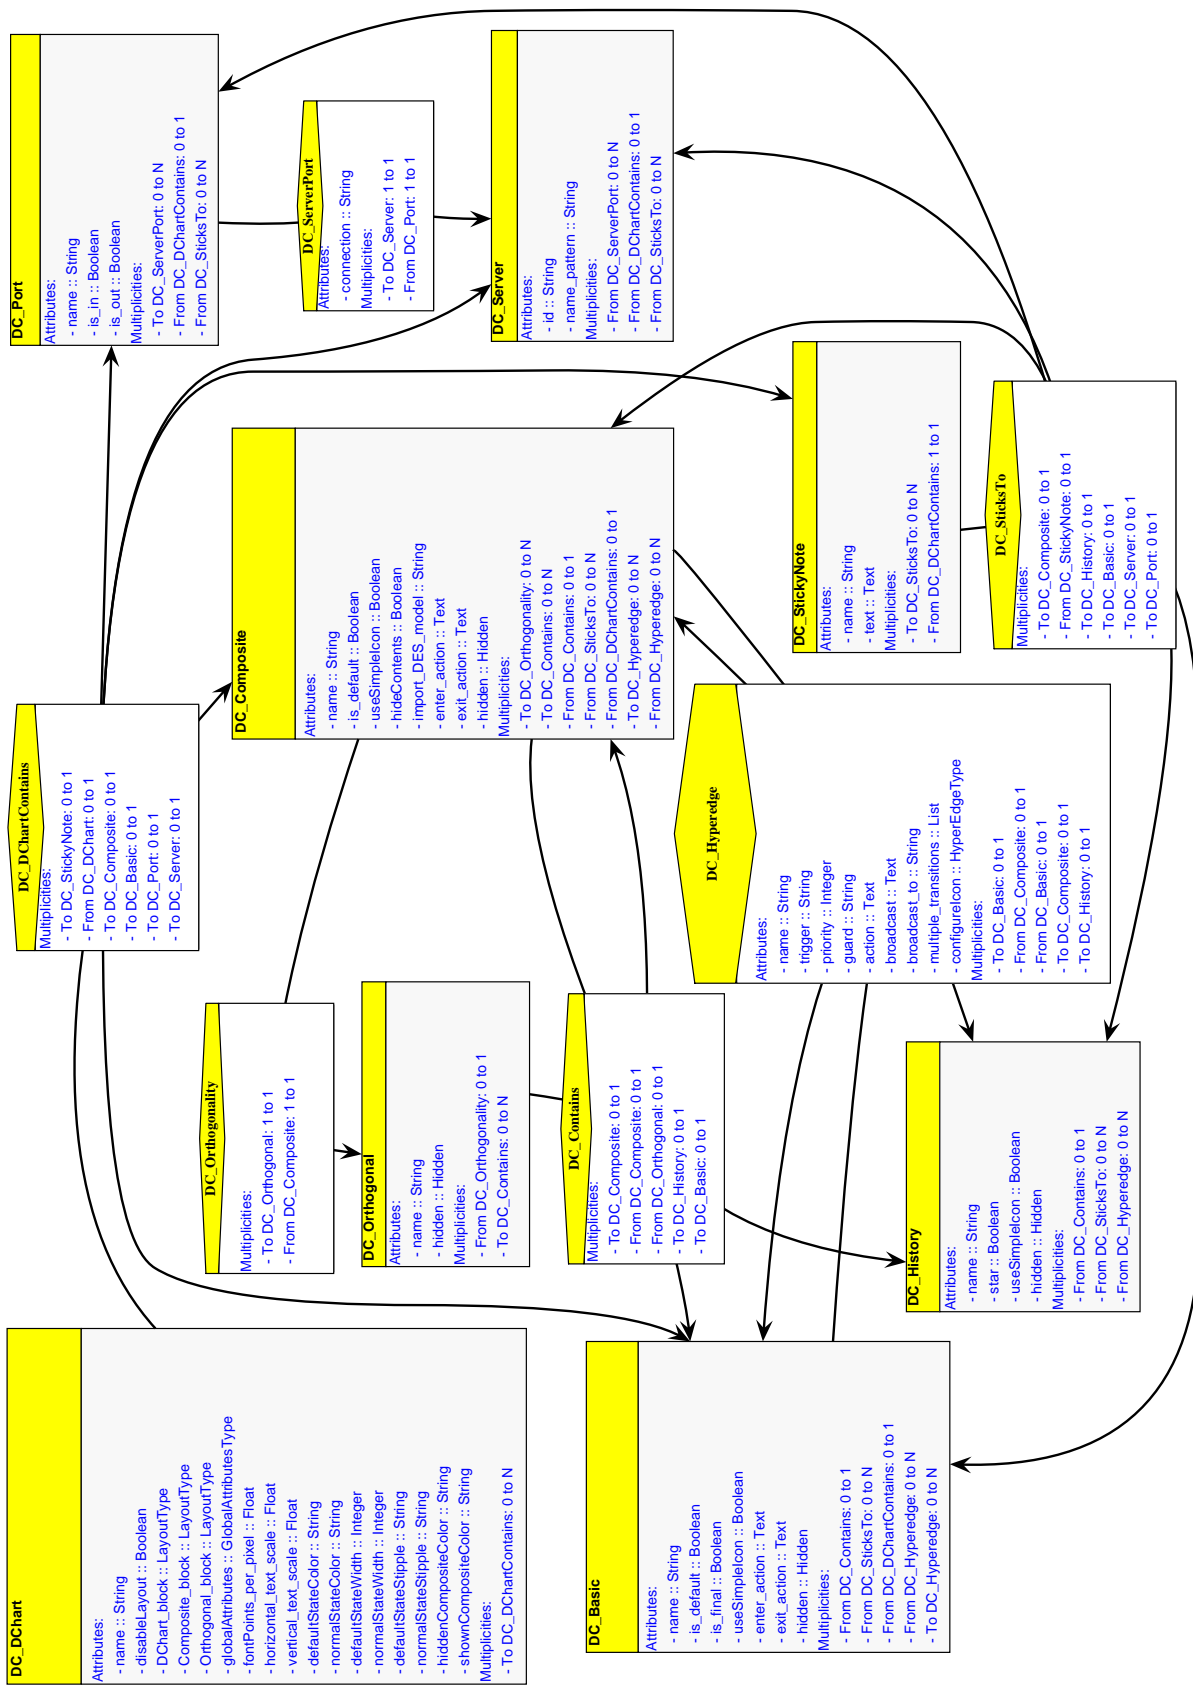 DC_DChart
Attributes:
- name :: String
- disableLayout :: Boolean
- DChart_block :: LayoutType
- Composite_block :: LayoutType
- Orthogonal_block :: LayoutType
- globalAttributes :: GlobalAttributesType
- fontPoints_per_pixel :: Float
- horizontal_text_scale :: Float
- vertical_text_scale :: Float
- defaultStateColor :: String
- normalStateColor :: String
- defaultStateWidth :: Integer
- normalStateWidth :: Integer
- defaultStateStipple :: String
- normalStateStipple :: String
- hiddenCompositeColor :: String
- shownCompositeColor :: String
Multiplicities:
- To DC_DChartContains: 0 to N
DC_DChartContains
Multiplicities:
- To DC_StickyNote: 0 to 1
- From DC_DChart: 0 to 1
- To DC_Composite: 0 to 1
- To DC_Basic: 0 to 1
- To DC_Port: 0 to 1
- To DC_Server: 0 to 1
DC_Port
Attributes:
- name :: String
- is_in :: Boolean
- is_out :: Boolean
Multiplicities:
- To DC_ServerPort: 0 to N
- From DC_DChartContains: 0 to 1
- From DC_SticksTo: 0 to N
DC_Orthogonality
Multiplicities:
- To DC_Orthogonal: 1 to 1
- From DC_Composite: 1 to 1
DC_Composite
Attributes:
- name :: String
- is_default :: Boolean
- useSimpleIcon :: Boolean
- hideContents :: Boolean
- import_DES_model :: String
- enter_action :: Text
- exit_action :: Text
- hidden :: Hidden
Multiplicities:
- To DC_Orthogonality: 0 to N
- To DC_Contains: 0 to N
- From DC_Contains: 0 to 1
- From DC_SticksTo: 0 to N
- From DC_DChartContains: 0 to 1
- To DC_Hyperedge: 0 to N
- From DC_Hyperedge: 0 to N
DC_ServerPort
Attributes:
- connection :: String
Multiplicities:
- To DC_Server: 1 to 1
- From DC_Port: 1 to 1
DC_Orthogonal
Attributes:
- name :: String
- hidden :: Hidden
Multiplicities:
- From DC_Orthogonality: 0 to 1
- To DC_Contains: 0 to N
DC_Server
Attributes:
- id :: String
- name_pattern :: String
Multiplicities:
- From DC_ServerPort: 0 to N
- From DC_DChartContains: 0 to 1
- From DC_SticksTo: 0 to N
DC_Contains
Multiplicities:
- To DC_Composite: 0 to 1
- From DC_Composite: 0 to 1
- From DC_Orthogonal: 0 to 1
- To DC_History: 0 to 1
- To DC_Basic: 0 to 1
DC_Basic
Attributes:
- name :: String
- is_default :: Boolean
- is_final :: Boolean
- useSimpleIcon :: Boolean
- enter_action :: Text
- exit_action :: Text
- hidden :: Hidden
Multiplicities:
- From DC_Contains: 0 to 1
- From DC_SticksTo: 0 to N
- From DC_DChartContains: 0 to 1
- From DC_Hyperedge: 0 to N
- To DC_Hyperedge: 0 to N
DC_Hyperedge
Attributes:
- name :: String
- trigger :: String
- priority :: Integer
- guard :: String
- action :: Text
- broadcast :: Text
- broadcast_to :: String
- multiple_transitions :: List
- configureIcon :: HyperEdgeType
Multiplicities:
- To DC_Basic: 0 to 1
- From DC_Composite: 0 to 1
- From DC_Basic: 0 to 1
- To DC_Composite: 0 to 1
- To DC_History: 0 to 1
DC_StickyNote
Attributes:
- name :: String
- text :: Text
Multiplicities:
- To DC_SticksTo: 0 to N
- From DC_DChartContains: 1 to 1
DC_History
Attributes:
- name :: String
- star :: Boolean
- useSimpleIcon :: Boolean
- hidden :: Hidden
Multiplicities:
- From DC_Contains: 0 to 1
- From DC_SticksTo: 0 to N
- From DC_Hyperedge: 0 to N
DC_SticksTo
Multiplicities:
- To DC_Composite: 0 to 1
- From DC_StickyNote: 0 to 1
- To DC_History: 0 to 1
- To DC_Basic: 0 to 1
- To DC_Server: 0 to 1
- To DC_Port: 0 to 1